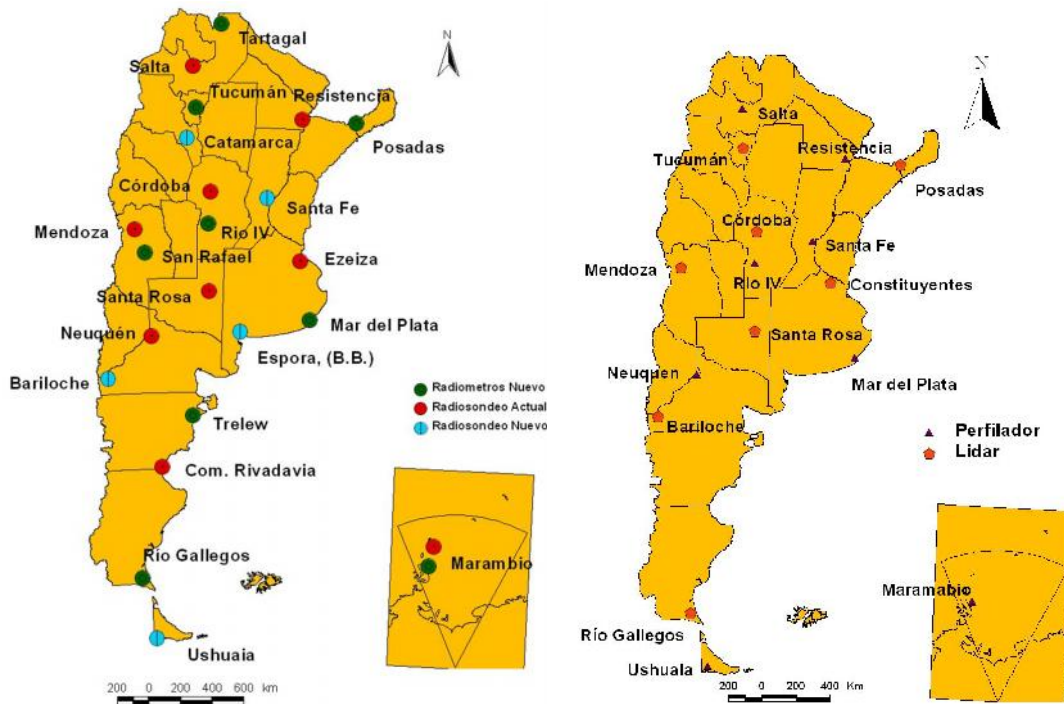 Tartagal
N
Salta
Tucumán
Resistencia
Catamarca
Posadas
Córdoba
Santa Fe
Mendoza
Rio IV
San Rafael
Ezeiza
Santa Rosa
Neuquén
Mar del Plata
Espora, (B.B.)
Bariloche
Radiometros Nuevo
Radiosondeo Actual
Radiosondeo Nuevo
Trelew
Com. Rivadavia
Río Gallegos
Marambio
Ushuaia
200 0 200 400 600 km
N
Salta
Resistencia
Tucumán
Posadas
Córdoba
Santa Fe
Mendoza
Río IV
Constituyentes
Santa Rosa
Neuquen
Mar del Plata
Bariloche
Perfilador
Lidar
Maramabio
Río Gallegos
Ushuala
200 0 200 400 Km